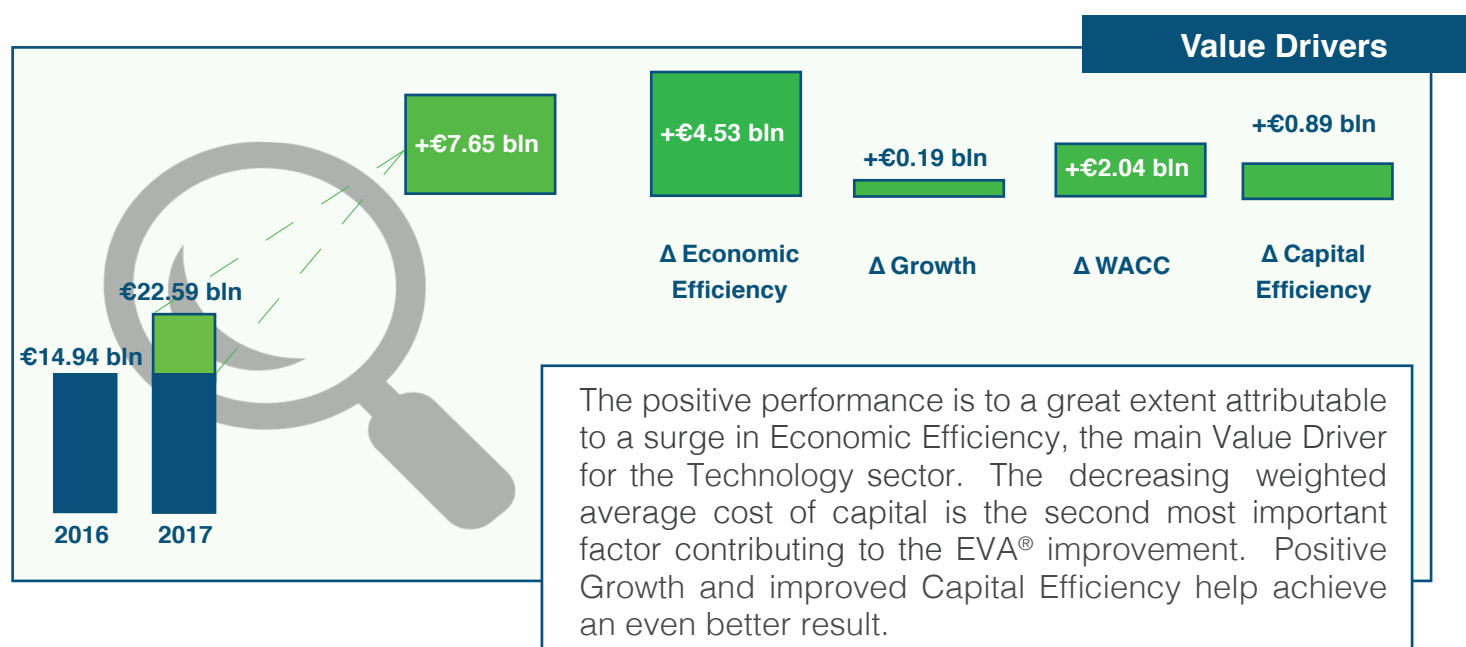 Value Drivers
+€7.65 bln
+€4.53 bln
+€0.19 bln
+€2.04 bln
+€0.89 bln
Δ Economic
Efficiency
Δ Growth
Δ WACC
Δ Capital
Efficiency
€22.59 bln
€14.94 bln
2016
2017
The positive performance is to a great extent attributable
to a surge in Economic Efficiency, the main Value Driver
for the Technology sector. The decreasing weighted
average cost of capital is the second most important
factor contributing to the EVA® improvement. Positive
Growth and improved Capital Efficiency help achieve
an even better result.